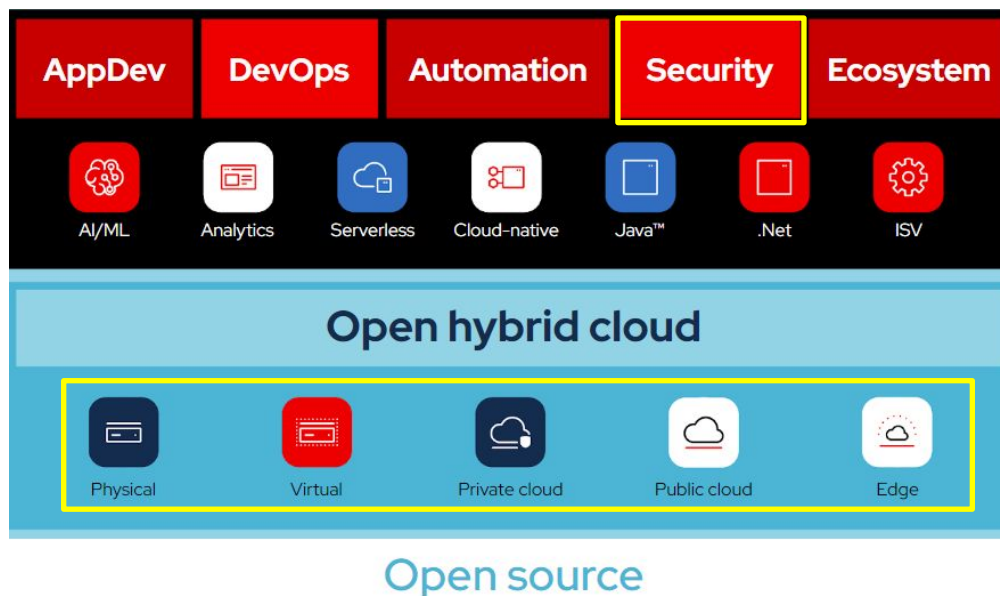 AppDev DevOps Automation Security Ecosystem
AI/ML Analytics Serverless Cloud-native Java™ .Net ISV
Open hybrid cloud
Physical Virtual Private cloud Public cloud Edge
Open source